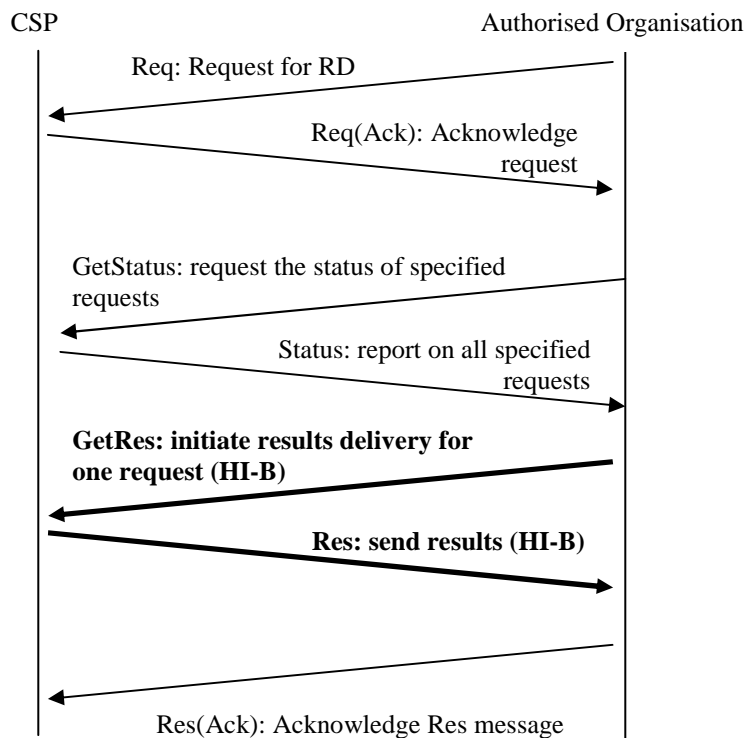 CSP
Authorised Organisation
Req: Request for RD
Req(Ack): Acknowledge
request
GetStatus: request the status of specified
requests
Status: report on all specified
requests
GetRes: initiate results delivery for
one request (HI-B)
Res: send results (HI-B)
Res(Ack): Acknowledge Res message